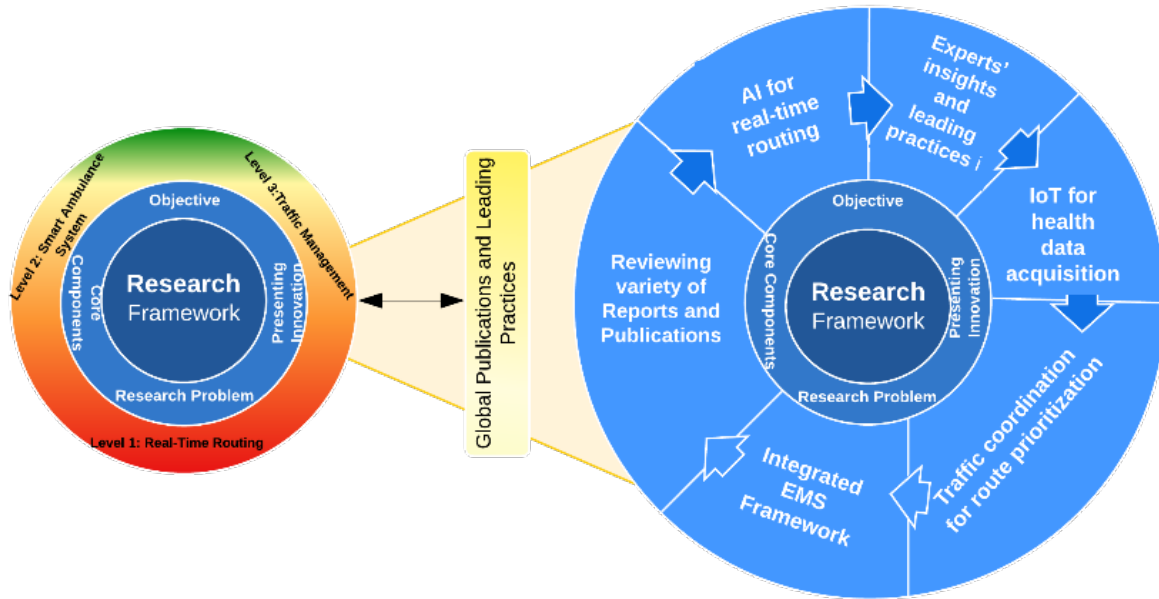 Level 2: Smart Ambulance
System
Level 3:Traffic Management
Objective
Core
Components
Research
Framework
Presenting
Innovation
Research Problem
Level 1: Real-Time Routing
Global Publications and Leading
Practices
AI for
real-time
routing
Experts'
insights
and
leading
practices i
IoT for
health
data
acquisition
Traffic coordination
for route prioritization
Integrated
EMS
Framework
Reviewing
variety of
Reports and
Publications
Objective
Core Components
Research
Framework
Presenting
Innovation
Research Problem